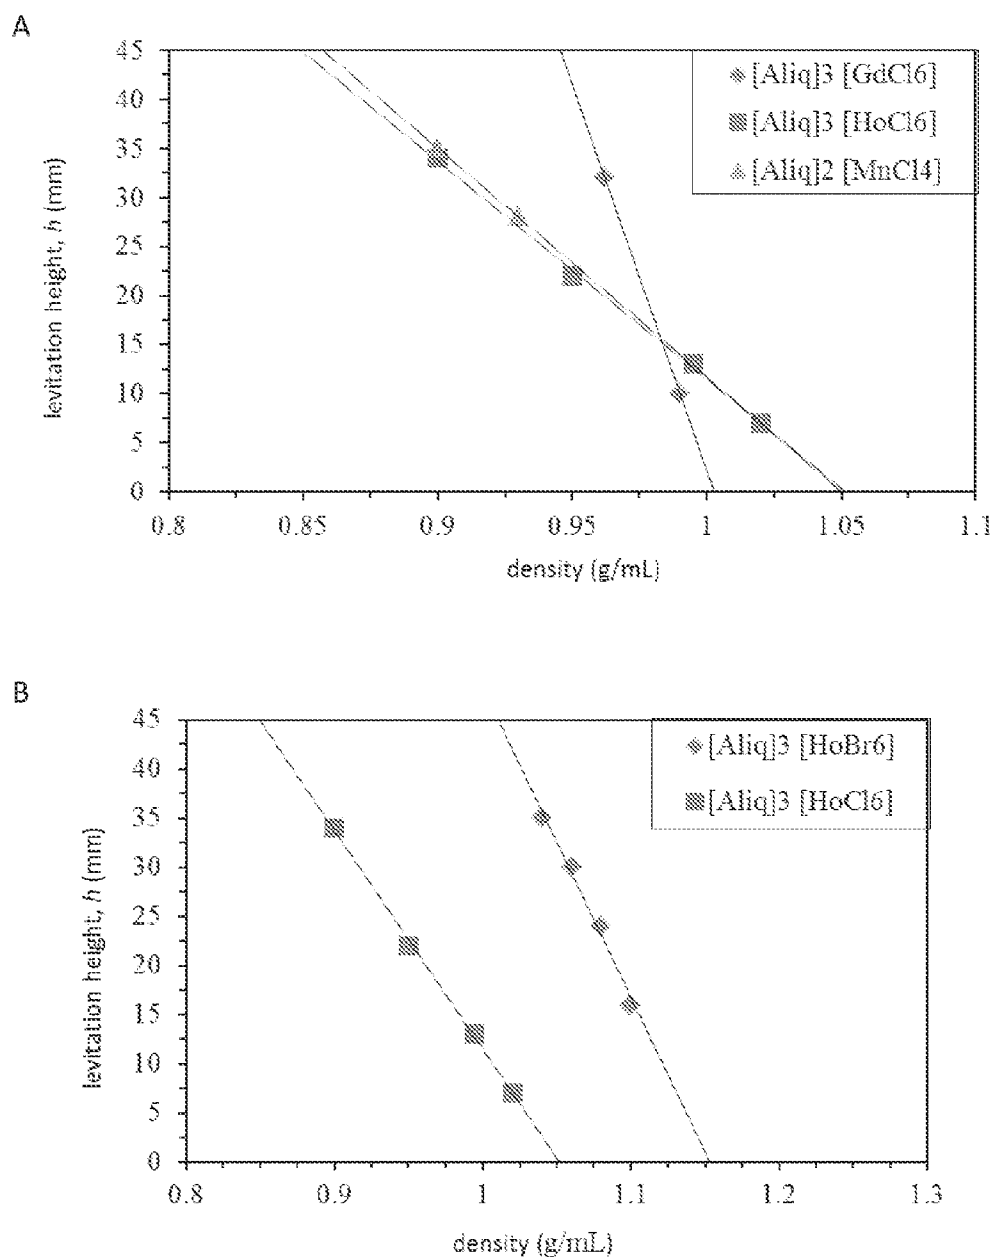 A
45
40
35
30
25
20
15
10
5
0
levitation height, h (mm)
[Aliq]3 [GdCl6]
[Aliq]3 [HoCl6]
[Aliq]2 [MnCl4]
0.8 0.85 0.9 0.95 1 1.05 1.1
density (g/mL)
B
45
40
35
30
25
20
15
10
5
0
levitation height, h (mm)
[Aliq]3 [HoBr6]
[Aliq]3 [HoCl6]
0.8 0.9 1 1.1 1.2 1.3
density (g/mL)